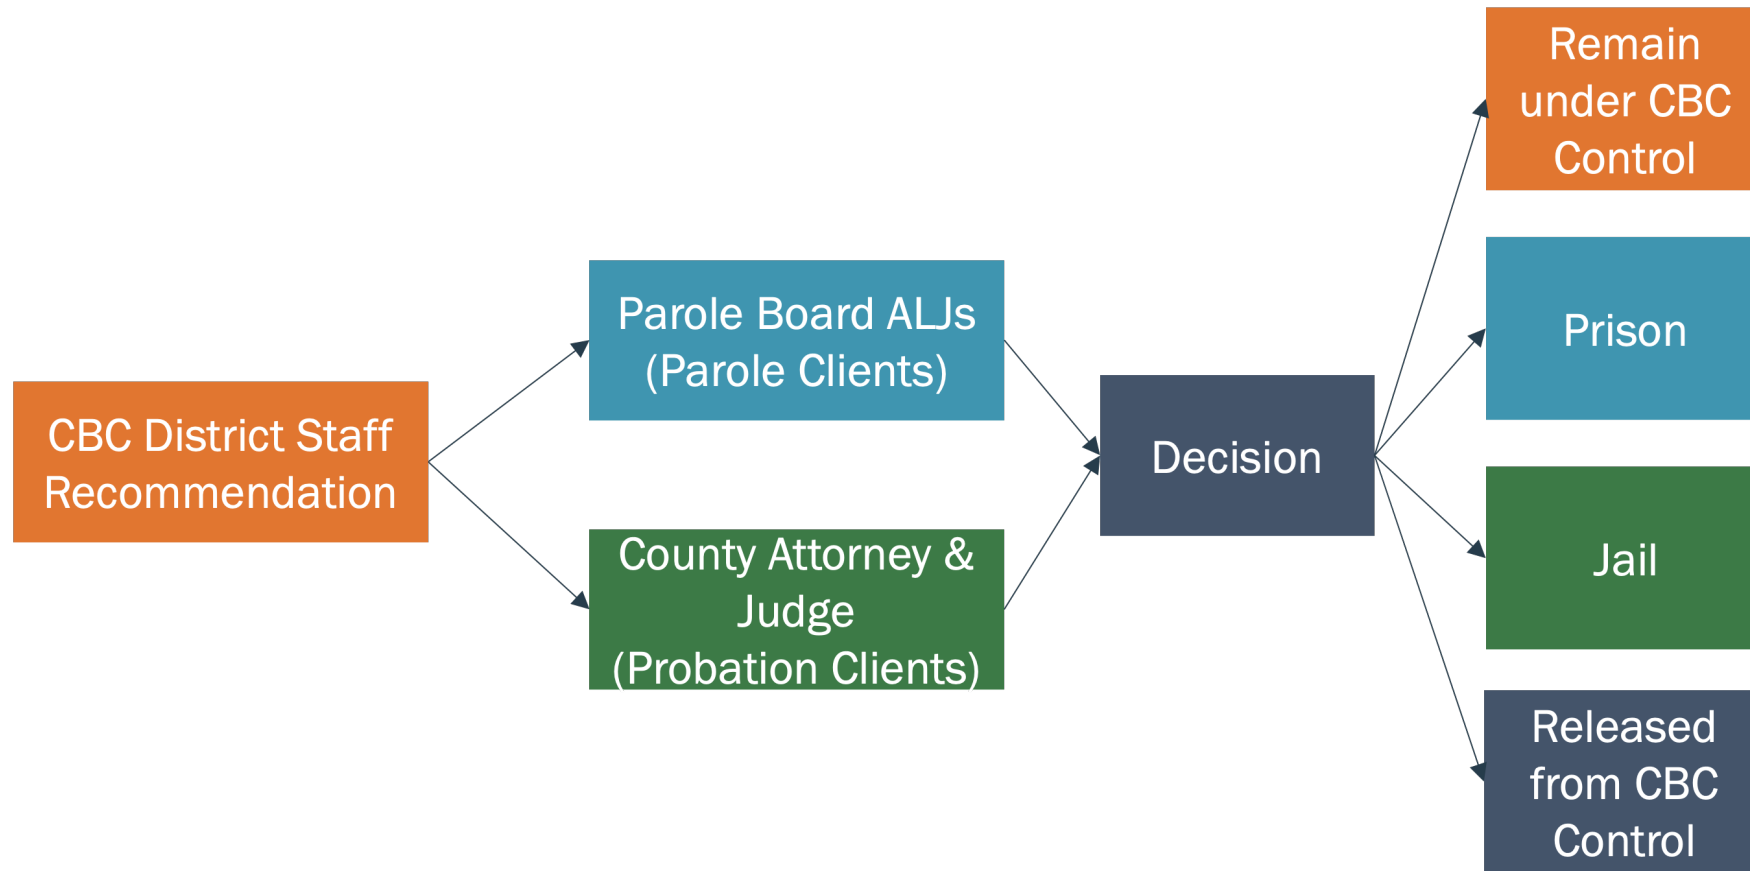 CBC District Staff
Recommendation
Parole Board ALJs
(Parole Clients)
County Attorney &
Judge
(Probation Clients)
Decision
Remain
under CBC
Control
Prison
Jail
Released
from CBC
Control